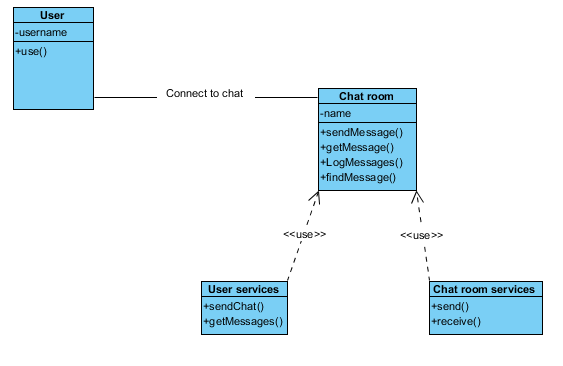 User
-username
+use()
Connect to chat
Chat room
-name
+sendMessage()
+getMessage()
+LogMessages()
+findMessage()
<<use>>
<<use>>
User services
+sendChat()
+getMessages()
Chat room services
+send()
+receive()